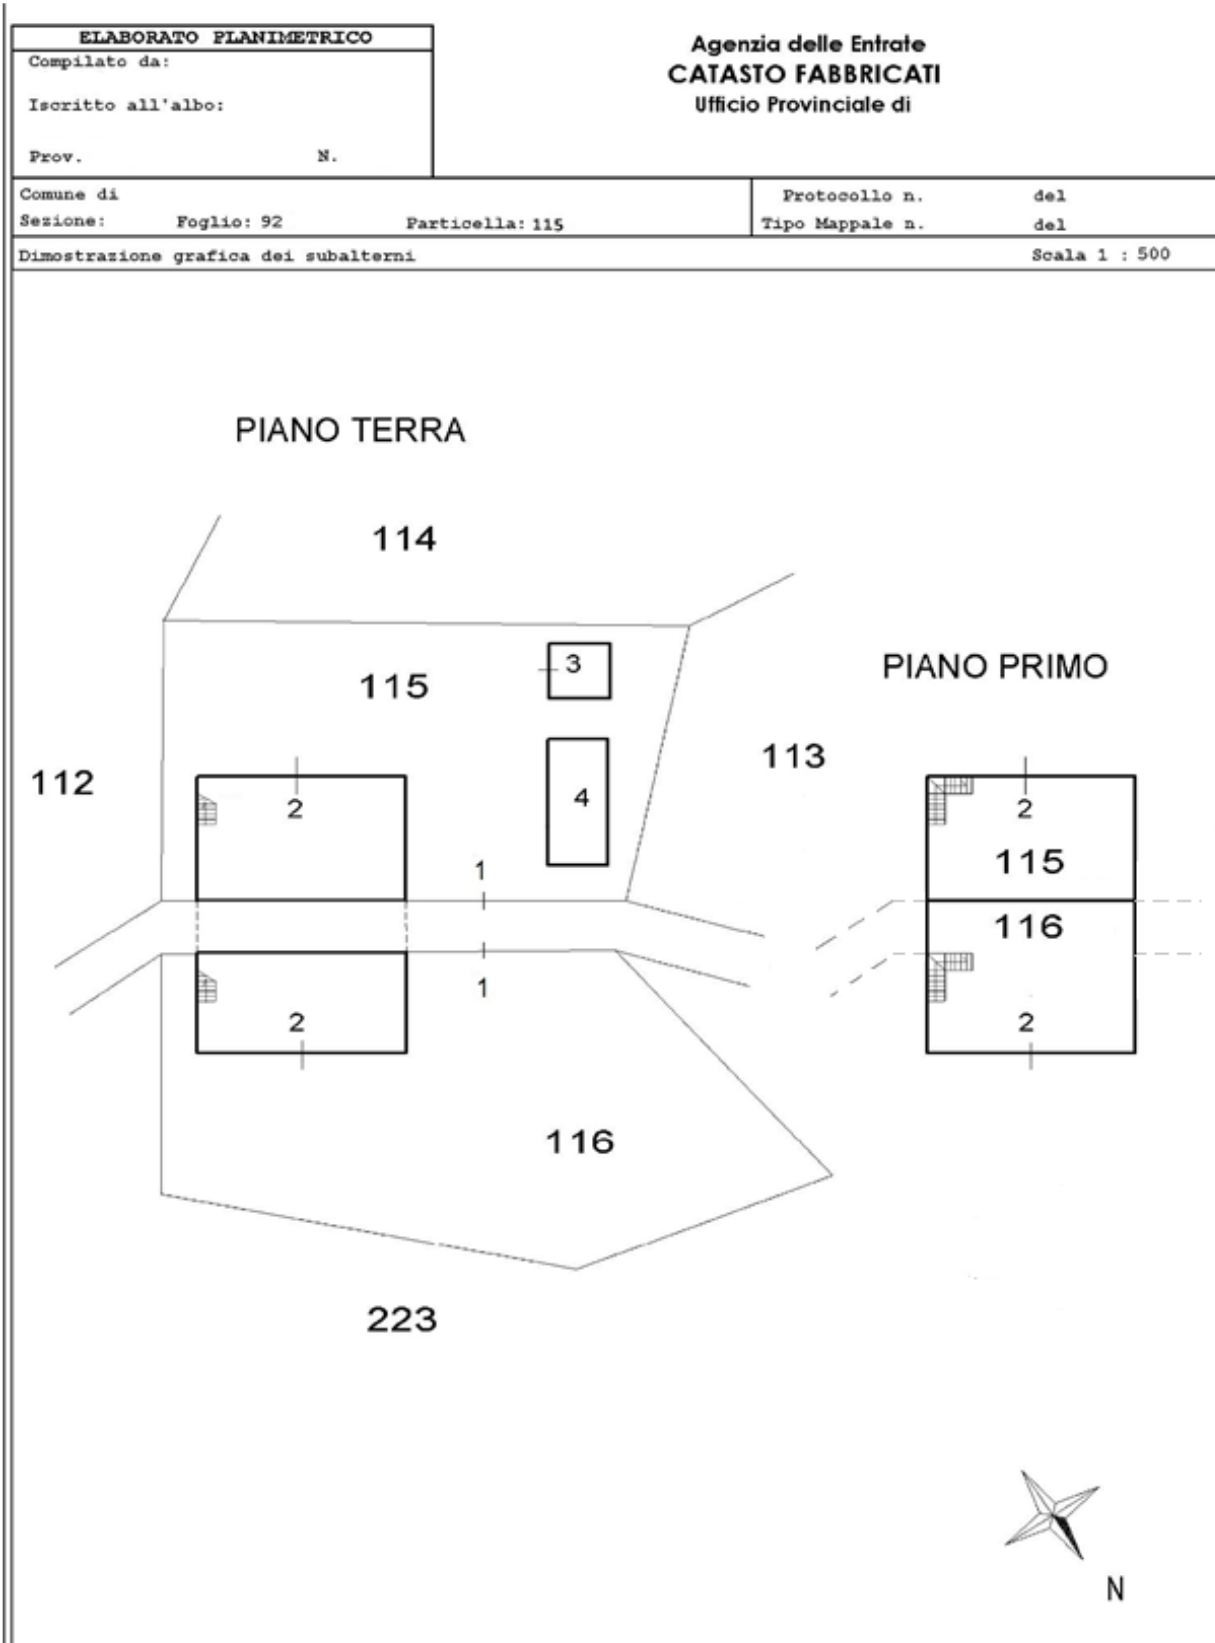 ELABORATO PLANIMETRICO
Compilato da:
Iscritto all'albo:
Prov. N.
Agenzia delle Entrate
CATASTO FABBRICATI
Ufficio Provinciale di
Comune di
Sezione: Foglio: 92 Particella: 115
Protocollo n. del
Tipo Mappale n. del
Dimostrazione grafica dei subalterni Scala 1 : 500
PIANO TERRA
114
3
115
PIANO PRIMO
112
113
4
2
2
1
115
116
1
2
2
116
223
N